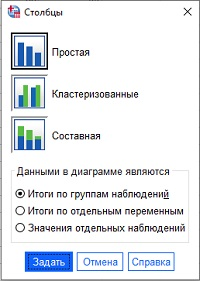 Столбцы
Простая
Кластеризованные
Составная
Данными в диаграмме являются
Итоги по группам наблюдений
Итоги по отдельным переменным
Значения отдельных наблюдений
Задать Отмена Справка